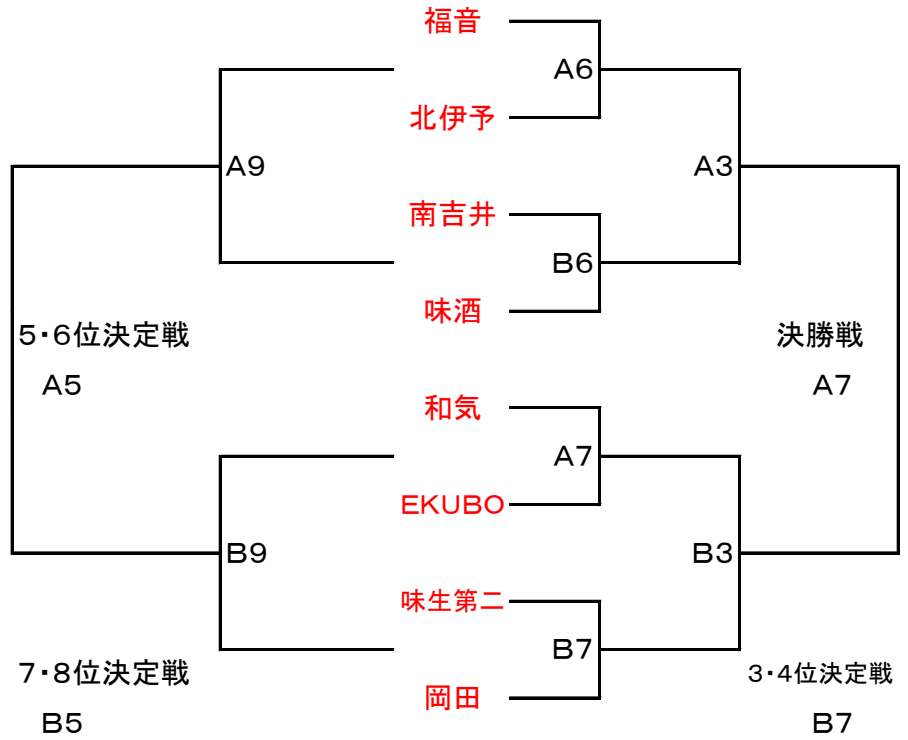 福音
A6
北伊予
A9
A3
南吉井
B6
味酒
5・6位決定戦
決勝戦
A5
A7
和気
A7
EKUBO
B9
B3
味生第二
B7
7・8位決定戦
岡田
3・4位決定戦
B5
B7